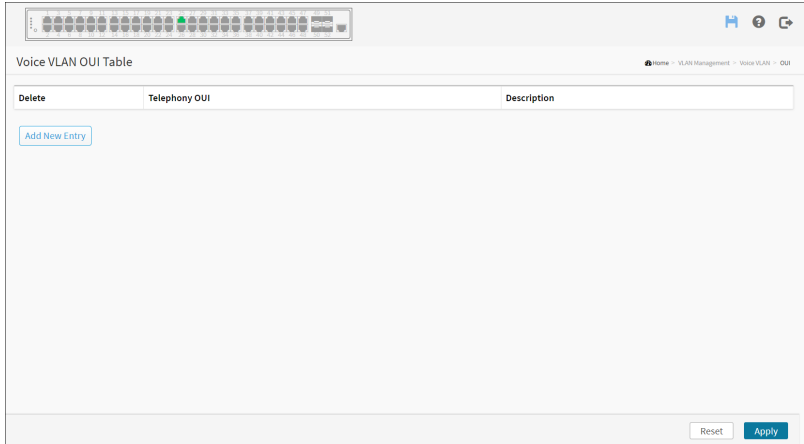 Voice VLAN OUI Table
Home > VLAN Management > Voice VLAN > OUI
Delete Telephony OUI Description
Add New Entry
Reset Apply